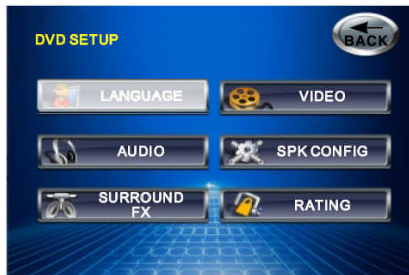 DVD SETUP
BACK
LANGUAGE
VIDEO
AUDIO
SPK CONFIG
SURROUND
FX
RATING